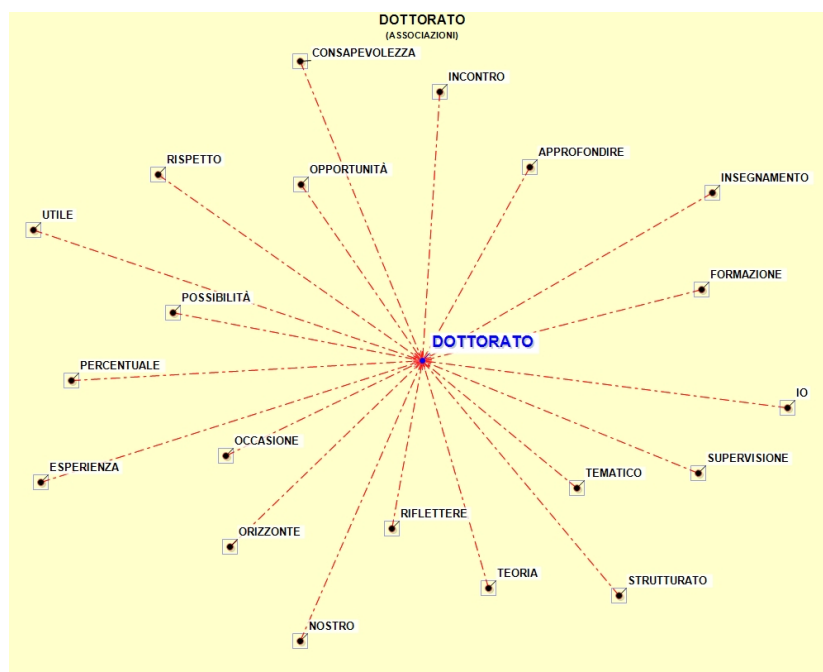 DOTTORATO
(ASSOCIAZIONI)
CONSAPEVOLEZZA
INCONTRO
APPROFONDIRE
RISPETTO
OPPORTUNITÀ
INSEGNAMENTO
UTILE
FORMAZIONE
POSSIBILITÀ
DOTTORATO
PERCENTUALE
IO
OCCASIONE
ESPERIENZA
SUPERVISIONE
TEMATICO
RIFLETTERE
ORIZZONTE
TEORIA
STRUTTURATO
NOSTRO